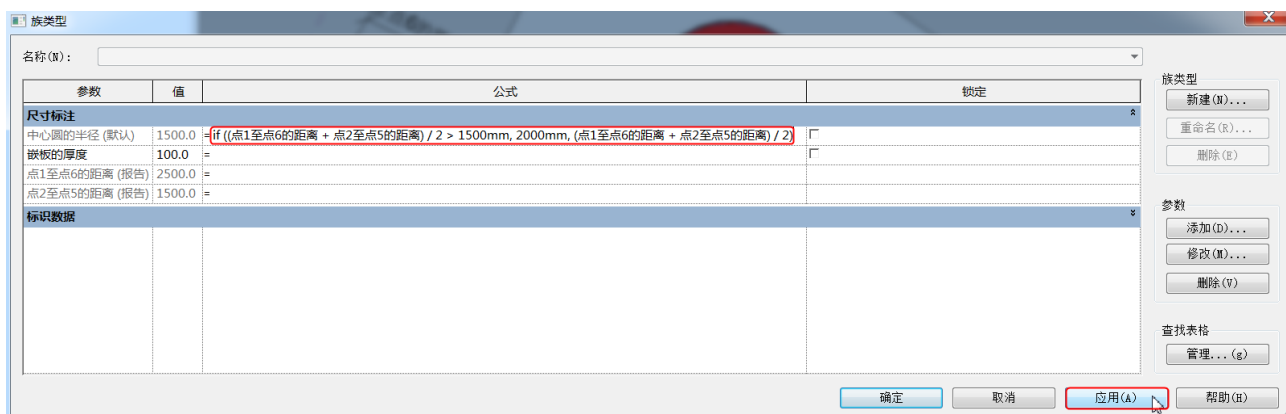 族类型
名称(N):
参数 值 公式 锁定
尺寸标注
中心圆的半径 (默认) 1500.0 =if ((点1至点6的距离 + 点2至点5的距离) / 2 > 1500mm, 2000mm, (点1至点6的距离 + 点2至点5的距离) / 2)
嵌板的厚度 100.0 =
点1至点6的距离 (报告) 2500.0 =
点2至点5的距离 (报告) 1500.0 =
标识数据
族类型
新建(N)...
重命名(R)...
删除(E)
参数
添加(D)...
修改(M)...
删除(V)
查找表格
管理...(g)
确定 取消 应用(A) 帮助(H)